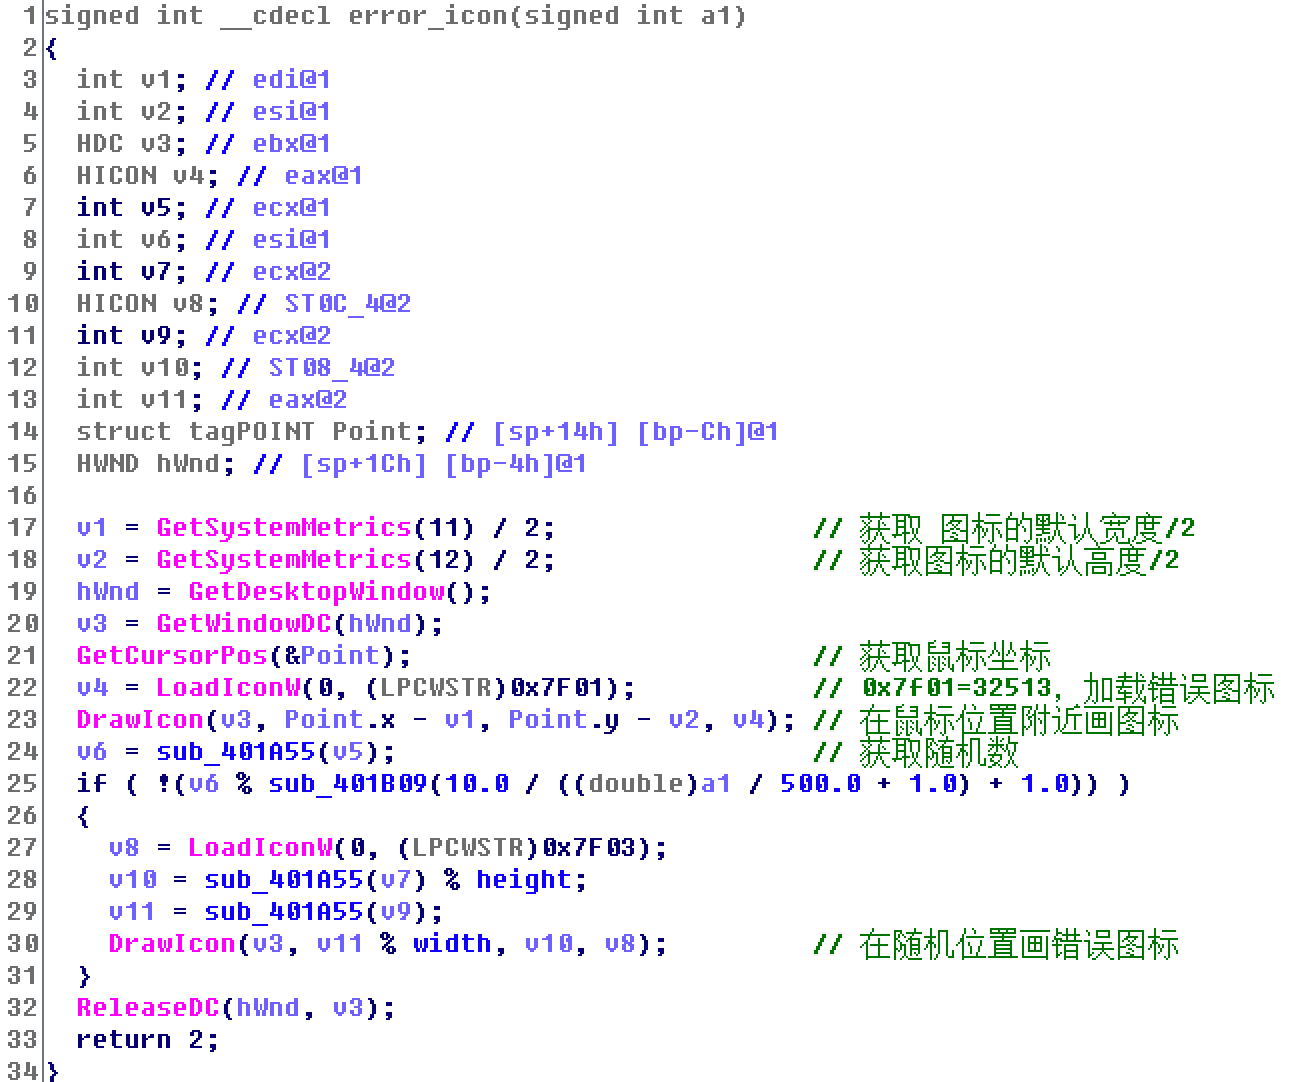 1 signed int __cdecl error_icon(signed int a1)
2 {
3 int v1; // edi@1
4 int v2; // esi@1
5 HDC v3; // ebx@1
6 HICON v4; // eax@1
7 int v5; // ecx@1
8 int v6; // esi@1
9 int v7; // ecx@2
10 HICON v8; // ST0C_4@2
11 int v9; // ecx@2
12 int v10; // ST08_4@2
13 int v11; // eax@2
14 struct tagPOINT Point; // [sp+14h] [bp-Ch]@1
15 HWND hWnd; // [sp+1Ch] [bp-4h]@1
16
17 v1 = GetSystemMetrics(11) / 2; // 获取 图标的默认宽度/2
18 v2 = GetSystemMetrics(12) / 2; // 获取图标的默认高度/2
19 hWnd = GetDesktopWindow();
20 v3 = GetWindowDC(hWnd);
21 GetCursorPos(&Point); // 获取鼠标坐标
22 v4 = LoadIconW(0, (LPCWSTR)0x7F01); // 0x7f01=32513, 加载错误图标
23 DrawIcon(v3, Point.x - v1, Point.y - v2, v4); // 在鼠标位置附近画图标
24 v6 = sub_401A55(v5); // 获取随机数
25 if ( !(v6 % sub_401B09(10.0 / ((double)a1 / 500.0 + 1.0) + 1.0)) )
26 {
27 v8 = LoadIconW(0, (LPCWSTR)0x7F03);
28 v10 = sub_401A55(v7) % height;
29 v11 = sub_401A55(v9);
30 DrawIcon(v3, v11 % width, v10, v8); // 在随机位置画错误图标
31 }
32 ReleaseDC(hWnd, v3);
33 return 2;
34 }